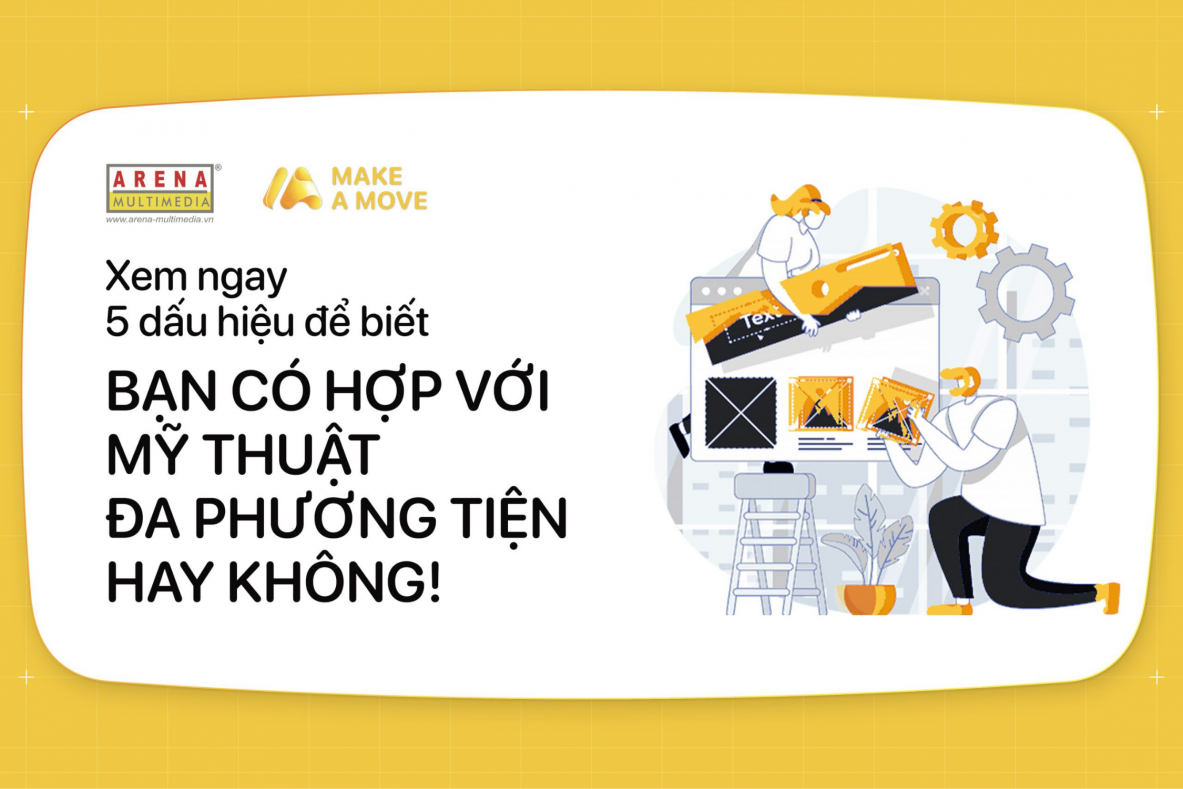 ARENA
MULTIMEDIA
®
www.arena-multimedia.vn
MAKE
A MOVE
Xem ngay
5 dấu hiệu để biết
BẠN CÓ HỢP VỚI
MỸ THUẬT
ĐA PHƯƠNG TIỆN
HAY KHÔNG!
Text